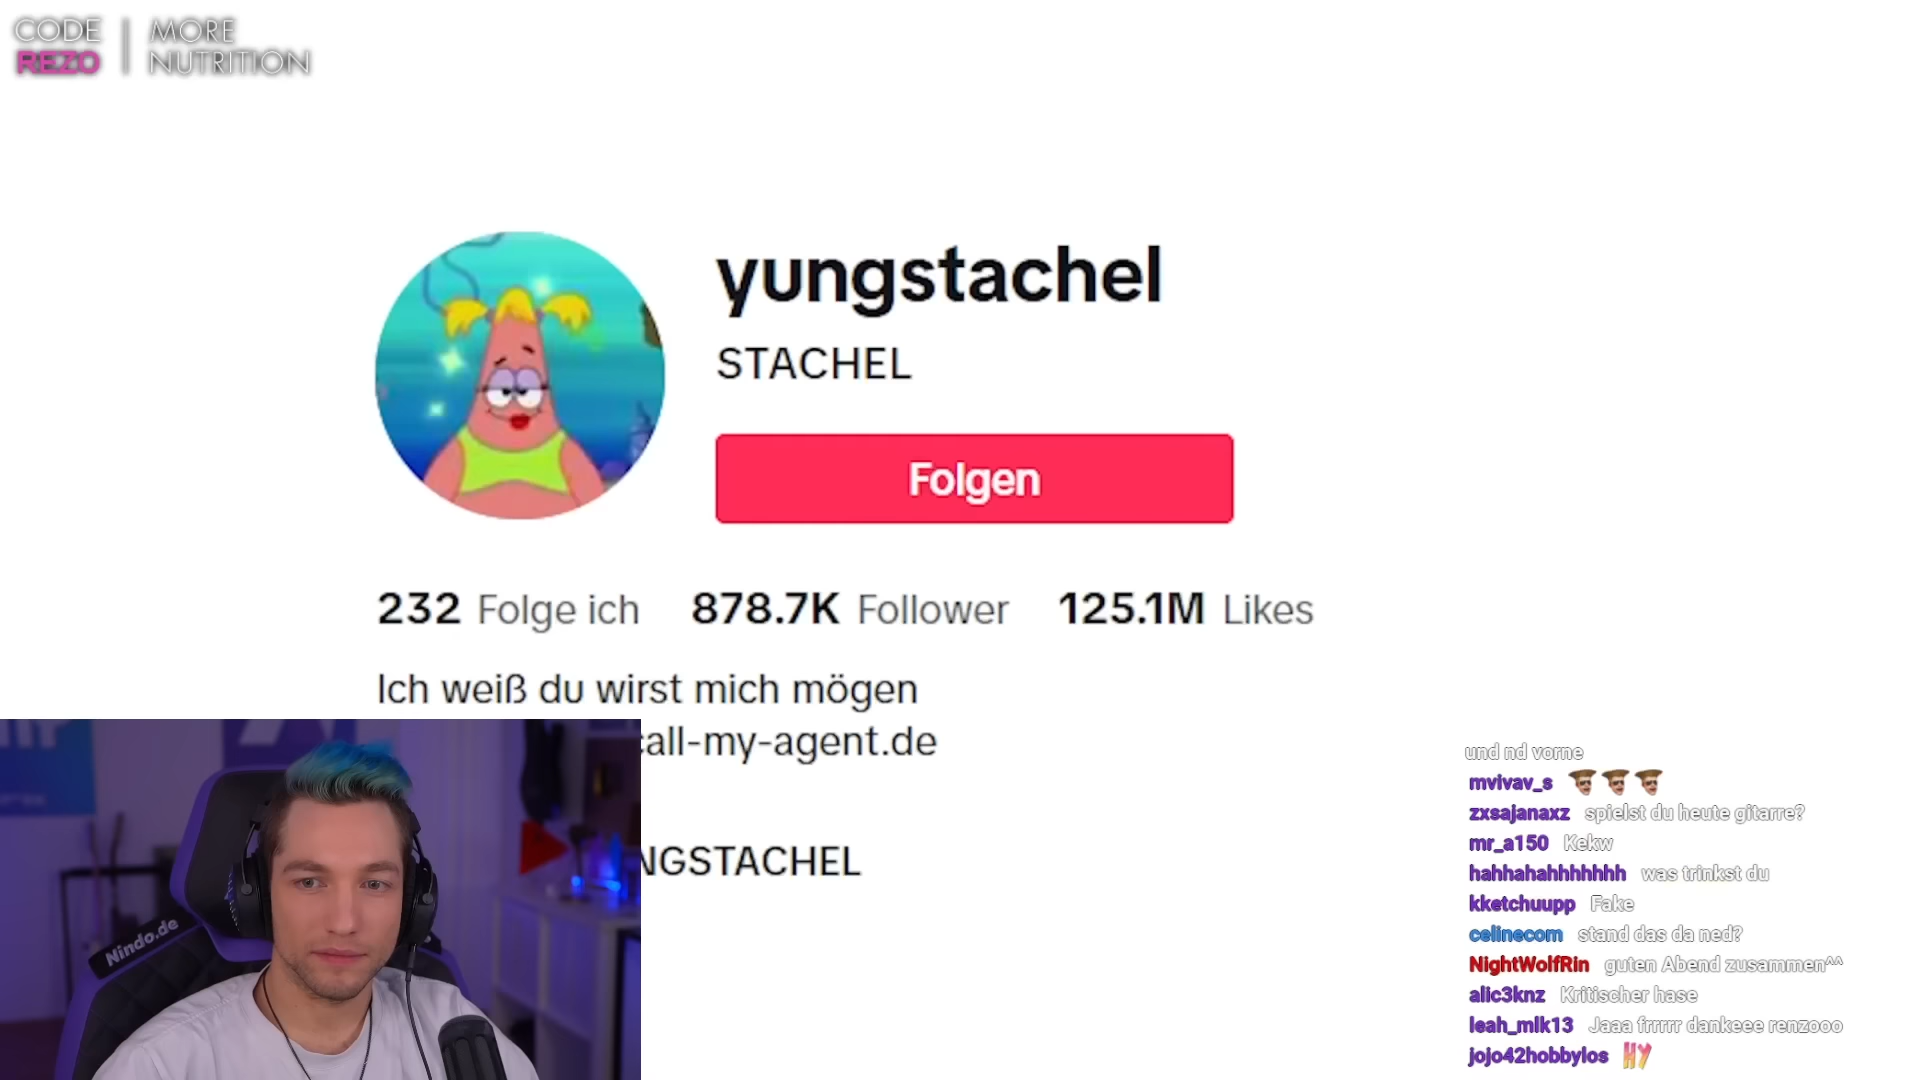 CODE
REZO
MORE
NUTRITION
yungstachel
STACHEL
Folgen
232 Folge ich 878.7K Follower 125.1M Likes
Ich weiß du wirst mich mögen
call-my-agent.de
NGSTACHEL
Nindo.de
und nd vorne
mvivav_s
zxsajanaxz spielst du heute gitarre?
mr_a150 Kekw
hahhahahhhhhhh was trinkst du
kketchuupp Fake
celinecom stand das da ned?
NightWolfRin guten Abend zusammen^^
alic3knz Kritischer hase
leah_mlk13 Jaaa frrrrr dankeee renzooo
jojo42hobbylos HY